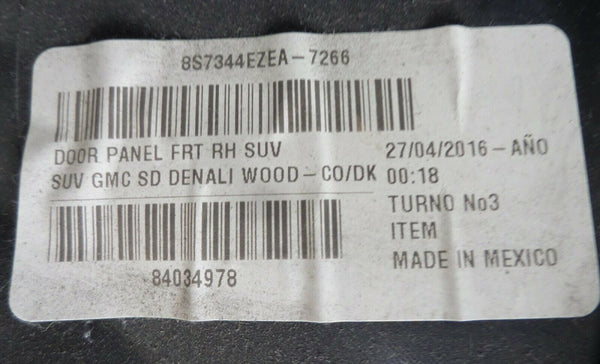 8S7344EZEA-7266
DOOR PANEL FRT RH SUV
SUV GMC SD DENALI WOOD-CO/DK
84034978
27/04/2016-AÑO
00:18
TURNO No3
ITEM
MADE IN MEXICO